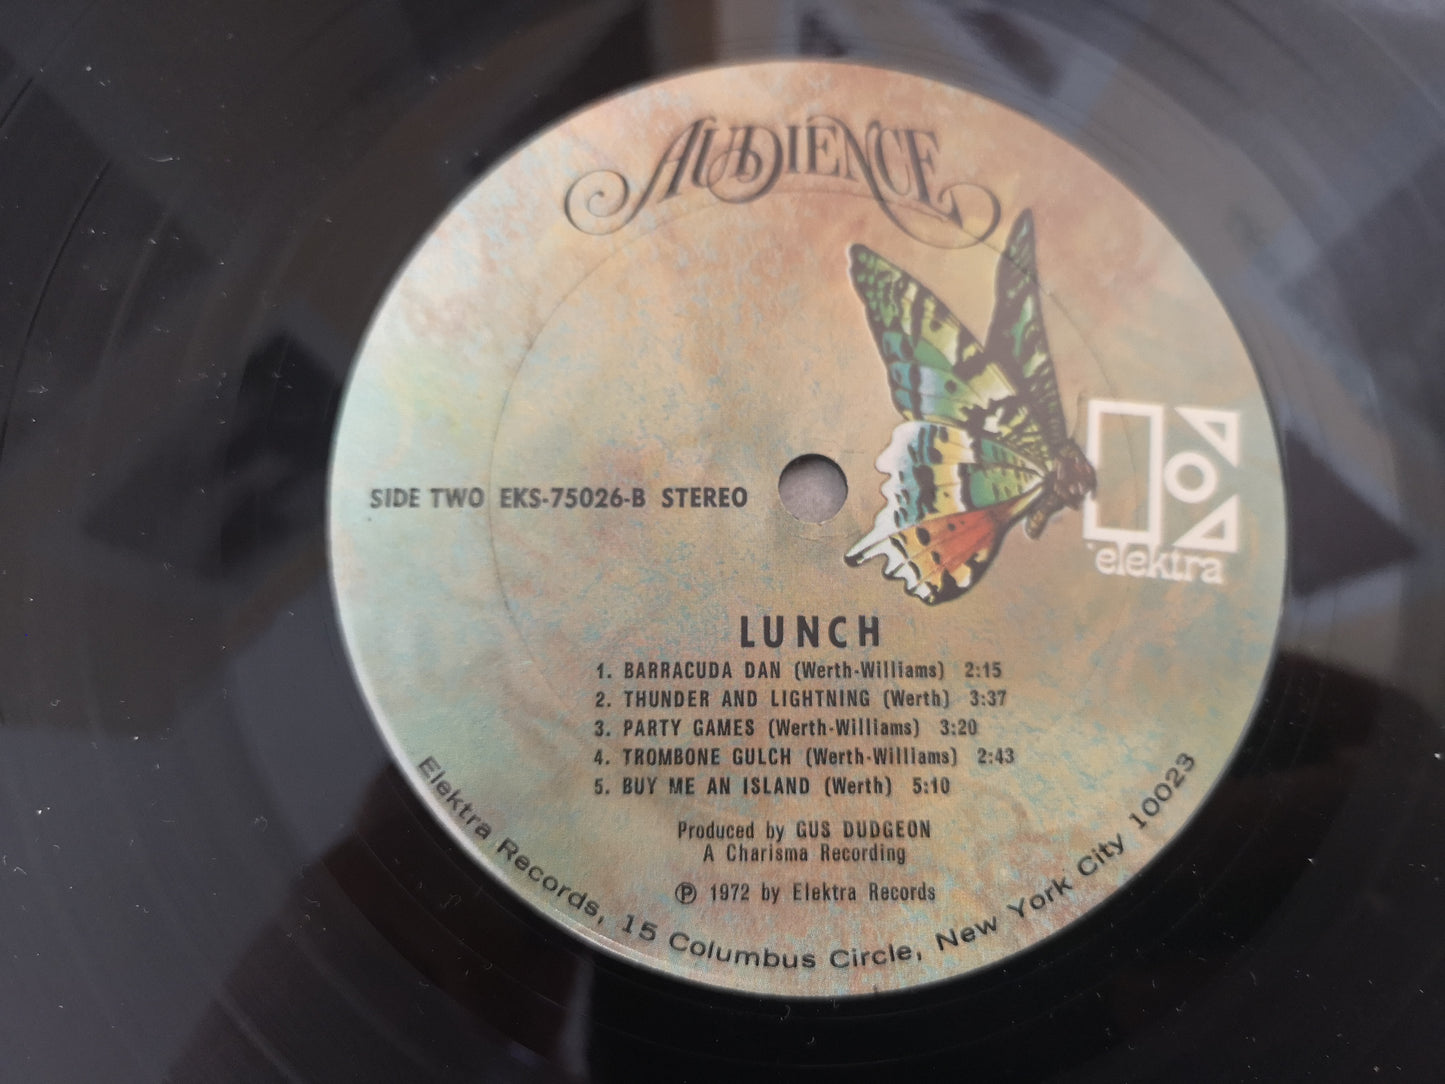 AUDIENCE
SIDE TWO EKS-75026-B STEREO
elektra
LUNCH
1. BARRACUDA DAN (Werth-Williams) 2:15
2. THUNDER AND LIGHTNING (Werth) 3:37
3. PARTY GAMES (Werth-Williams) 3:20
4. TROMBONE GULCH (Werth-Williams) 2:43
5. BUY ME AN ISLAND (Werth) 5:10
Produced by GUS DUDGEON
A Charisma Recording
℗ 1972 by Elektra Records
Elektra Records, 15 Columbus Circle, New York City 10023